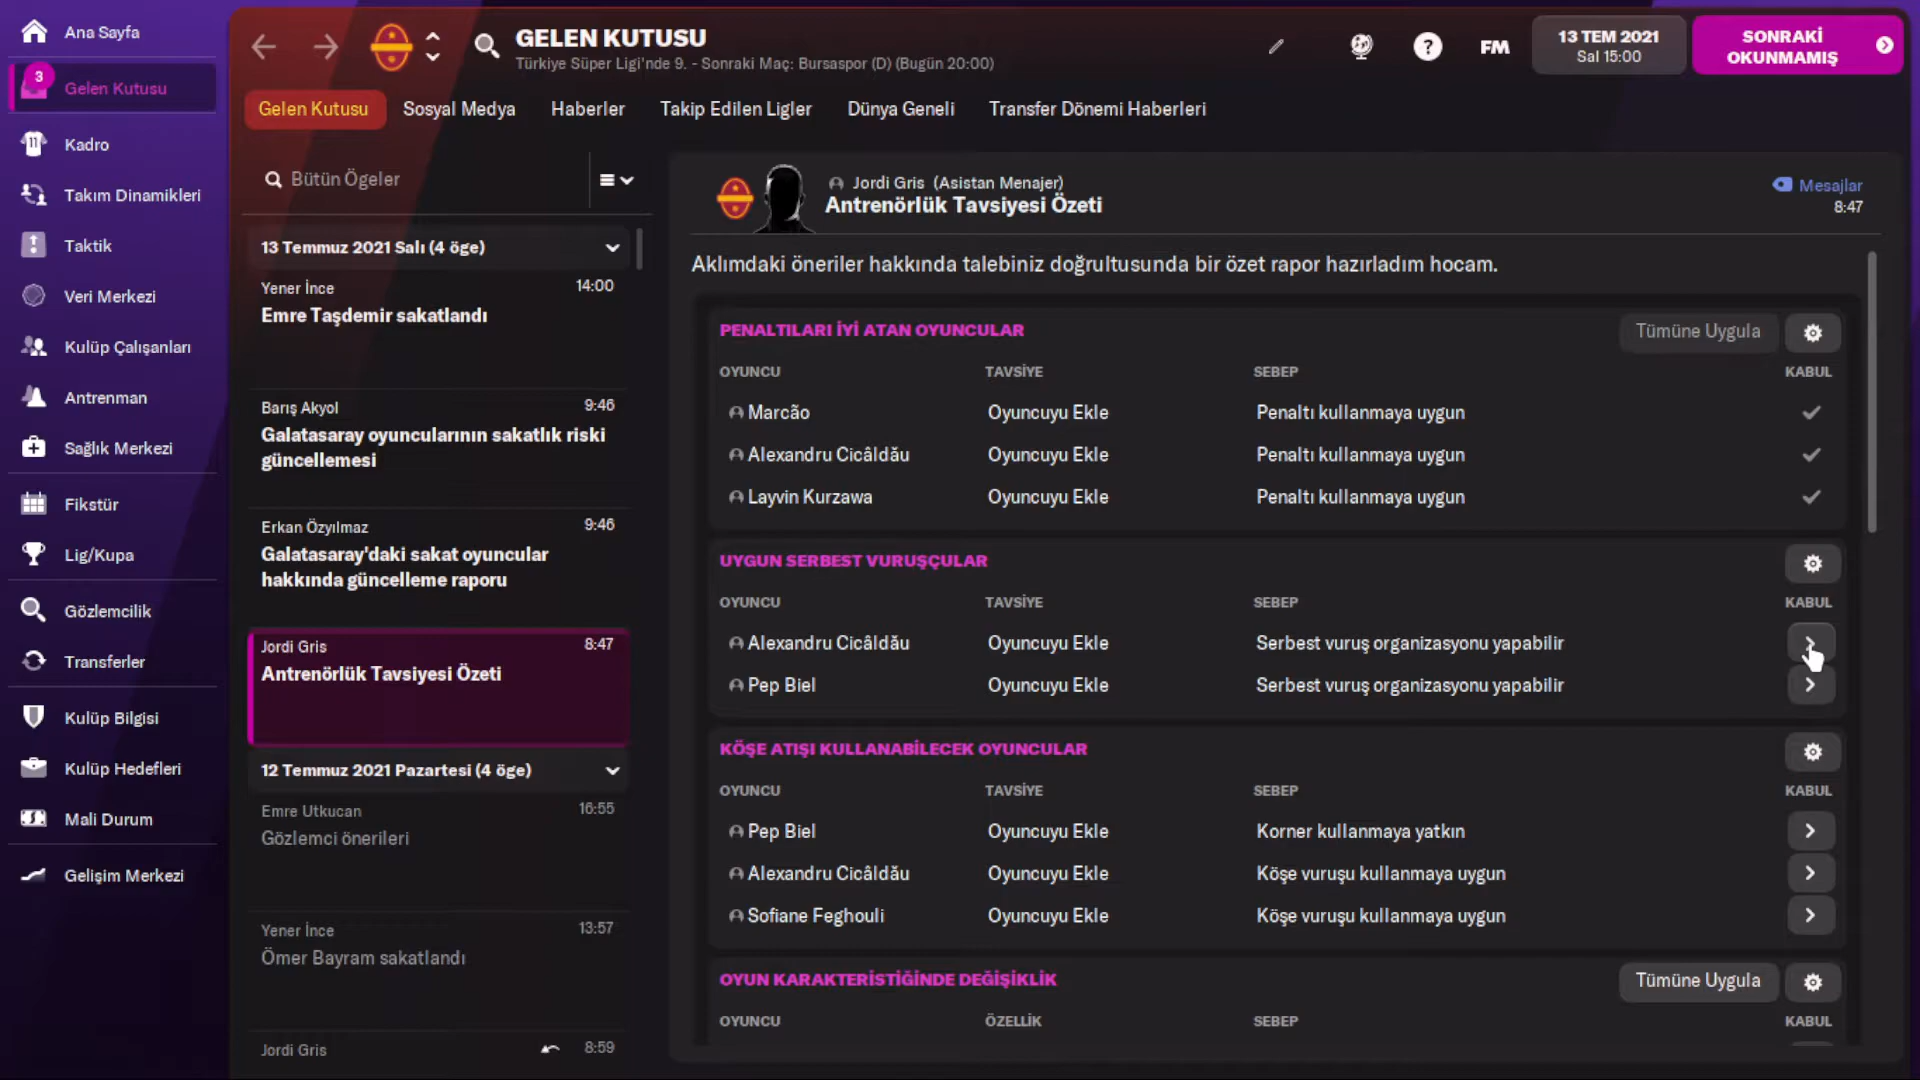 Ana Sayfa
3
Gelen Kutusu
11
Kadro
Takım Dinamikleri
Taktik
Veri Merkezi
Kulüp Çalışanları
Antrenman
Sağlık Merkezi
Fikstür
Lig/Kupa
Gözlemcilik
Transferler
Kulüp Bilgisi
Kulüp Hedefleri
Mali Durum
Gelişim Merkezi
GELEN KUTUSU
Türkiye Süper Ligi'nde 9. - Sonraki Maç: Bursaspor (D) (Bugün 20:00)
?
FM
13 TEM 2021
Sal 15:00
SONRAKİ
OKUNMAMIŞ
Gelen Kutusu Sosyal Medya Haberler Takip Edilen Ligler Dünya Geneli Transfer Dönemi Haberleri
Bütün Ögeler
13 Temmuz 2021 Salı (4 öge)
Yener İnce 14:00
Emre Taşdemir sakatlandı
Barış Akyol 9:46
Galatasaray oyuncularının sakatlık riski
güncellemesi
Erkan Özyılmaz 9:46
Galatasaray'daki sakat oyuncular
hakkında güncelleme raporu
Jordi Gris 8:47
Antrenörlük Tavsiyesi Özeti
12 Temmuz 2021 Pazartesi (4 öge)
Emre Utkucan 16:55
Gözlemci önerileri
Yener İnce 13:57
Ömer Bayram sakatlandı
Jordi Gris 8:59
Jordi Gris (Asistan Menajer)
Antrenörlük Tavsiyesi Özeti
Mesajlar
8:47
Aklımdaki öneriler hakkında talebiniz doğrultusunda bir özet rapor hazırladım hocam.
PENALTILARI İYİ ATAN OYUNCULAR Tümüne Uygula
OYUNCU TAVSİYE SEBEP KABUL
Marcão Oyuncuyu Ekle Penaltı kullanmaya uygun
Alexandru Cicâldău Oyuncuyu Ekle Penaltı kullanmaya uygun
Layvin Kurzawa Oyuncuyu Ekle Penaltı kullanmaya uygun
UYGUN SERBEST VURUŞÇULAR
OYUNCU TAVSİYE SEBEP KABUL
Alexandru Cicâldău Oyuncuyu Ekle Serbest vuruş organizasyonu yapabilir
Pep Biel Oyuncuyu Ekle Serbest vuruş organizasyonu yapabilir
KÖŞE ATIŞI KULLANABİLECEK OYUNCULAR
OYUNCU TAVSİYE SEBEP KABUL
Pep Biel Oyuncuyu Ekle Korner kullanmaya yatkın
Alexandru Cicâldău Oyuncuyu Ekle Köşe vuruşu kullanmaya uygun
Sofiane Feghouli Oyuncuyu Ekle Köşe vuruşu kullanmaya uygun
OYUN KARAKTERİSTİĞİNDE DEĞİŞİKLİK Tümüne Uygula
OYUNCU ÖZELLİK SEBEP KABUL